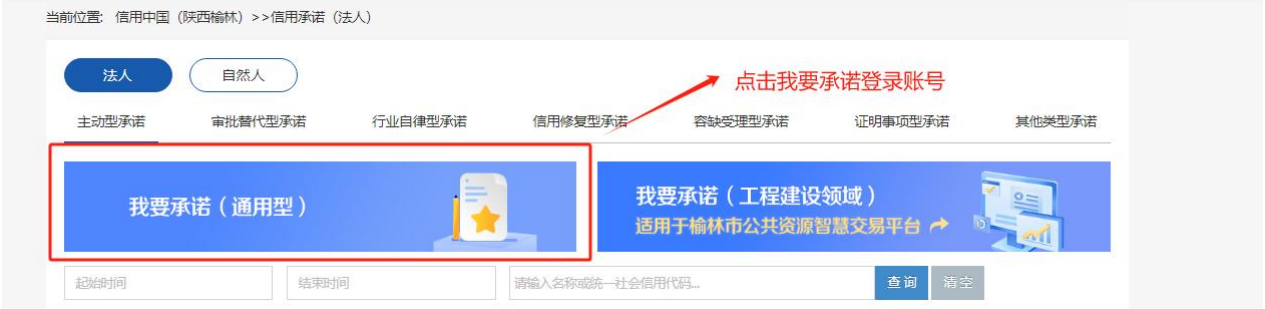 当前位置: 信用中国（陕西榆林）>>信用承诺（法人）
法人 自然人
点击我要承诺登录账号
主动型承诺 审批替代型承诺 行业自律型承诺 信用修复型承诺 容缺受理型承诺 证明事项型承诺 其他类型承诺
我要承诺（通用型）
我要承诺（工程建设领域）
适用于榆林市公共资源智慧交易平台
起始时间 结束时间 请输入名称或统一社会信用代码... 查询 清空